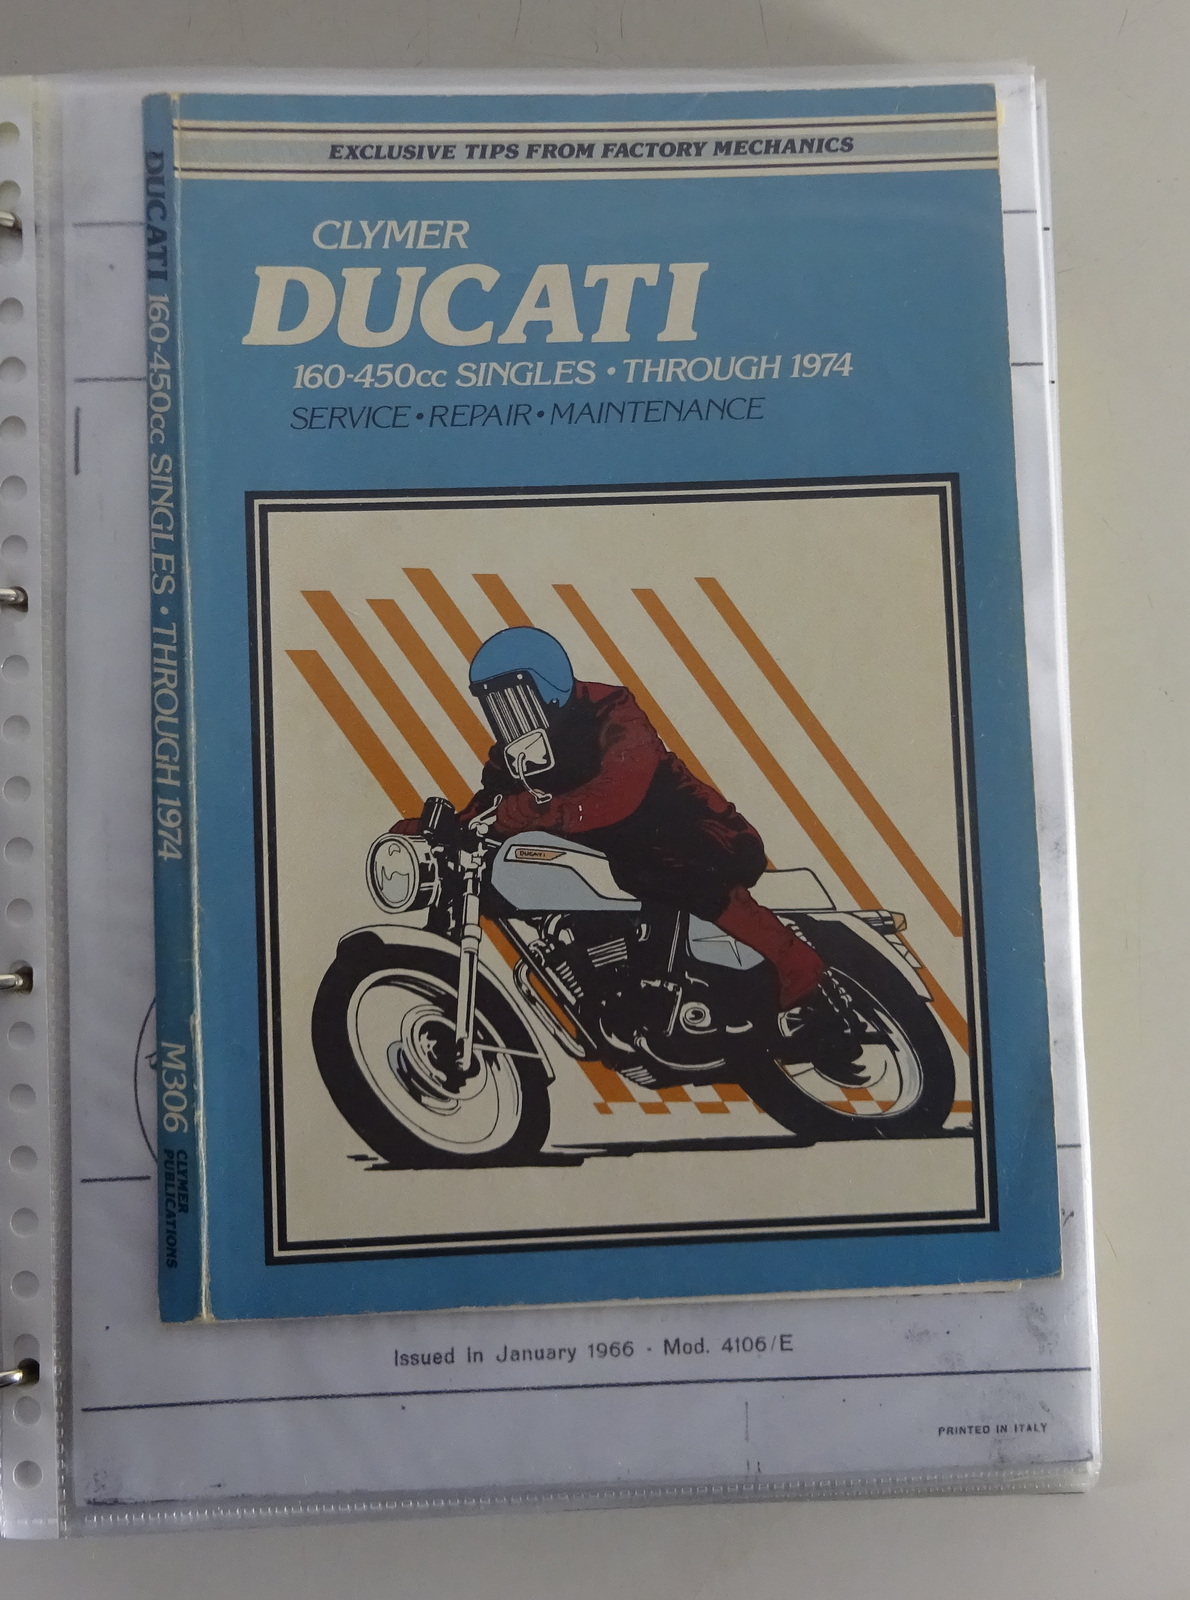 EXCLUSIVE TIPS FROM FACTORY MECHANICS
CLYMER
DUCATI
160-450cc SINGLES • THROUGH 1974
SERVICE • REPAIR • MAINTENANCE
DUCATI
DUCATI 160-450cc SINGLES • THROUGH 1974 M306 CLYMER
PUBLICATIONS
Issued in January 1966 - Mod. 4106/E
PRINTED IN ITALY